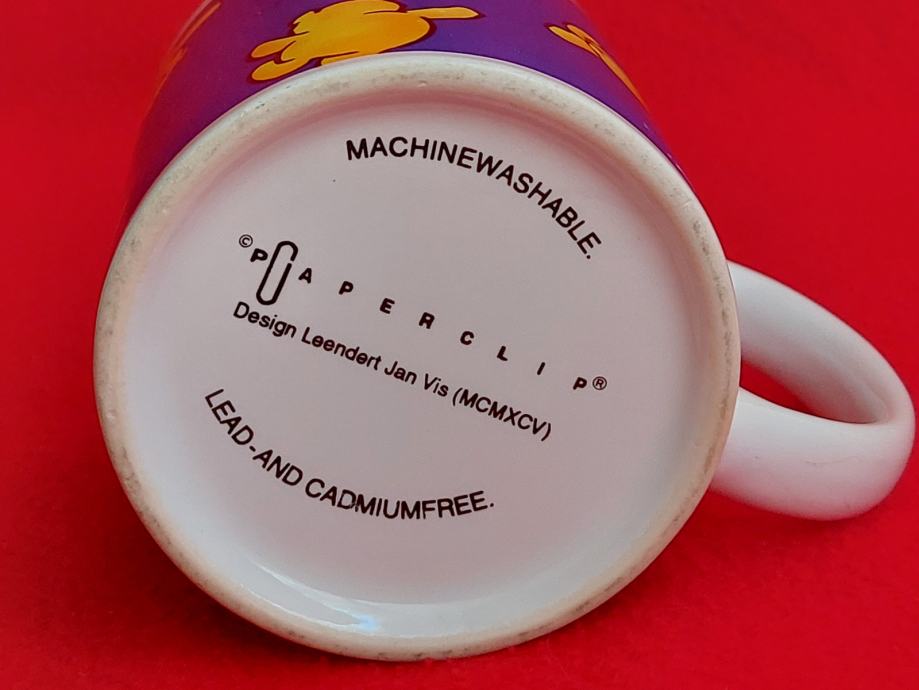 MACHINEWASHABLE.
© PAPERCLIP®
Design Leendert Jan Vis (MCMXCV)
LEAD-AND CADMIUMFREE.